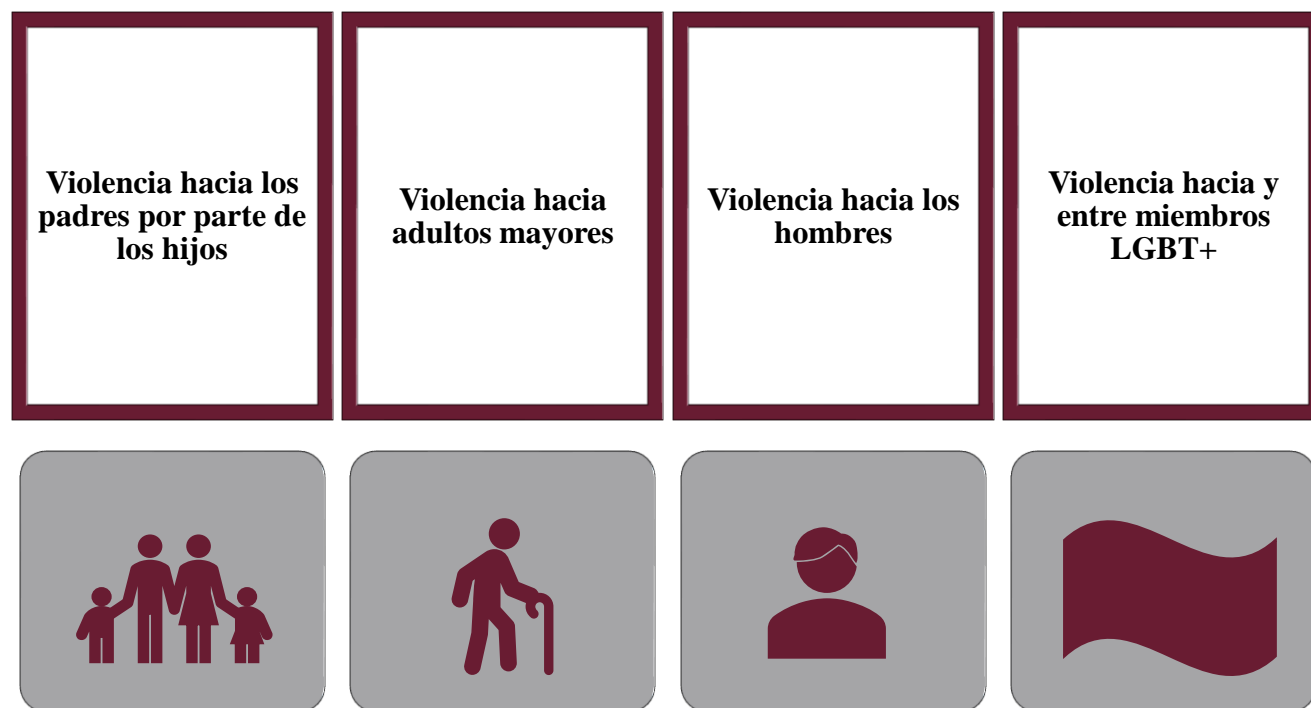 Violencia hacia los
padres por parte de
los hijos
Violencia hacia
adultos mayores
Violencia hacia los
hombres
Violencia hacia y
entre miembros
LGBT+